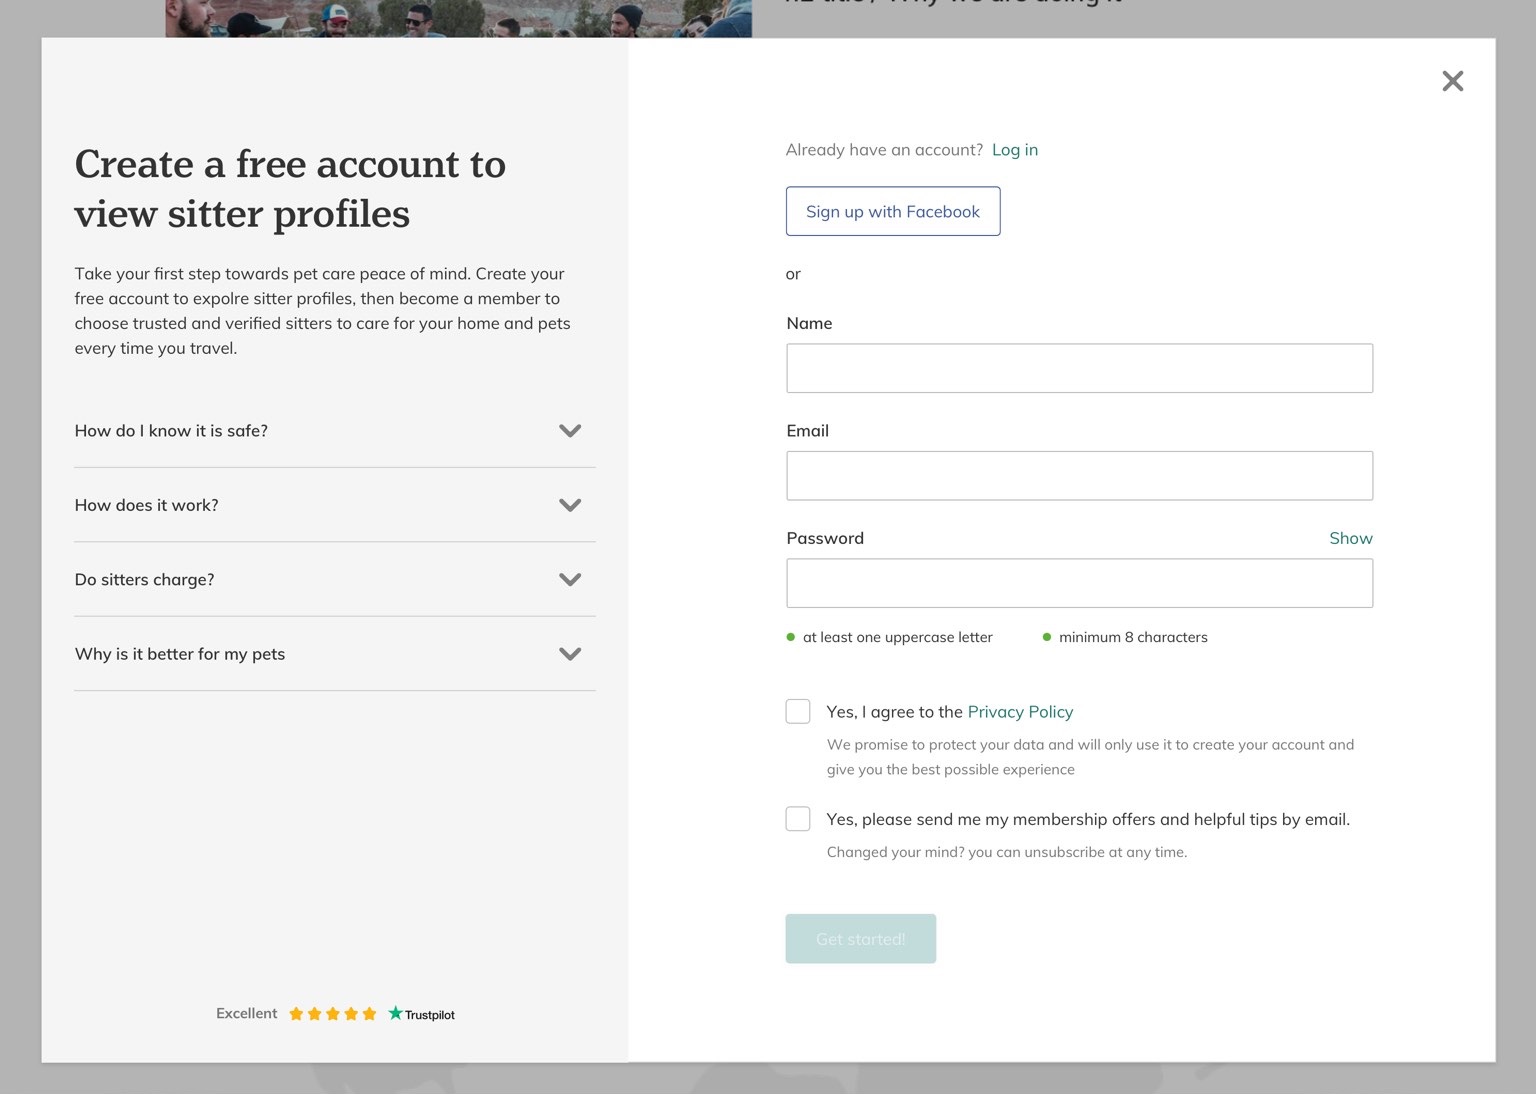 Create a free account to
view sitter profiles
Take your first step towards pet care peace of mind. Create your
free account to expolre sitter profiles, then become a member to
choose trusted and verified sitters to care for your home and pets
every time you travel.
How do I know it is safe?
How does it work?
Do sitters charge?
Why is it better for my pets
Excellent Trustpilot
Already have an account? Log in
Sign up with Facebook
or
Name
Email
Password Show
at least one uppercase letter minimum 8 characters
Yes, I agree to the Privacy Policy
We promise to protect your data and will only use it to create your account and
give you the best possible experience
Yes, please send me my membership offers and helpful tips by email.
Changed your mind? you can unsubscribe at any time.
Get started!